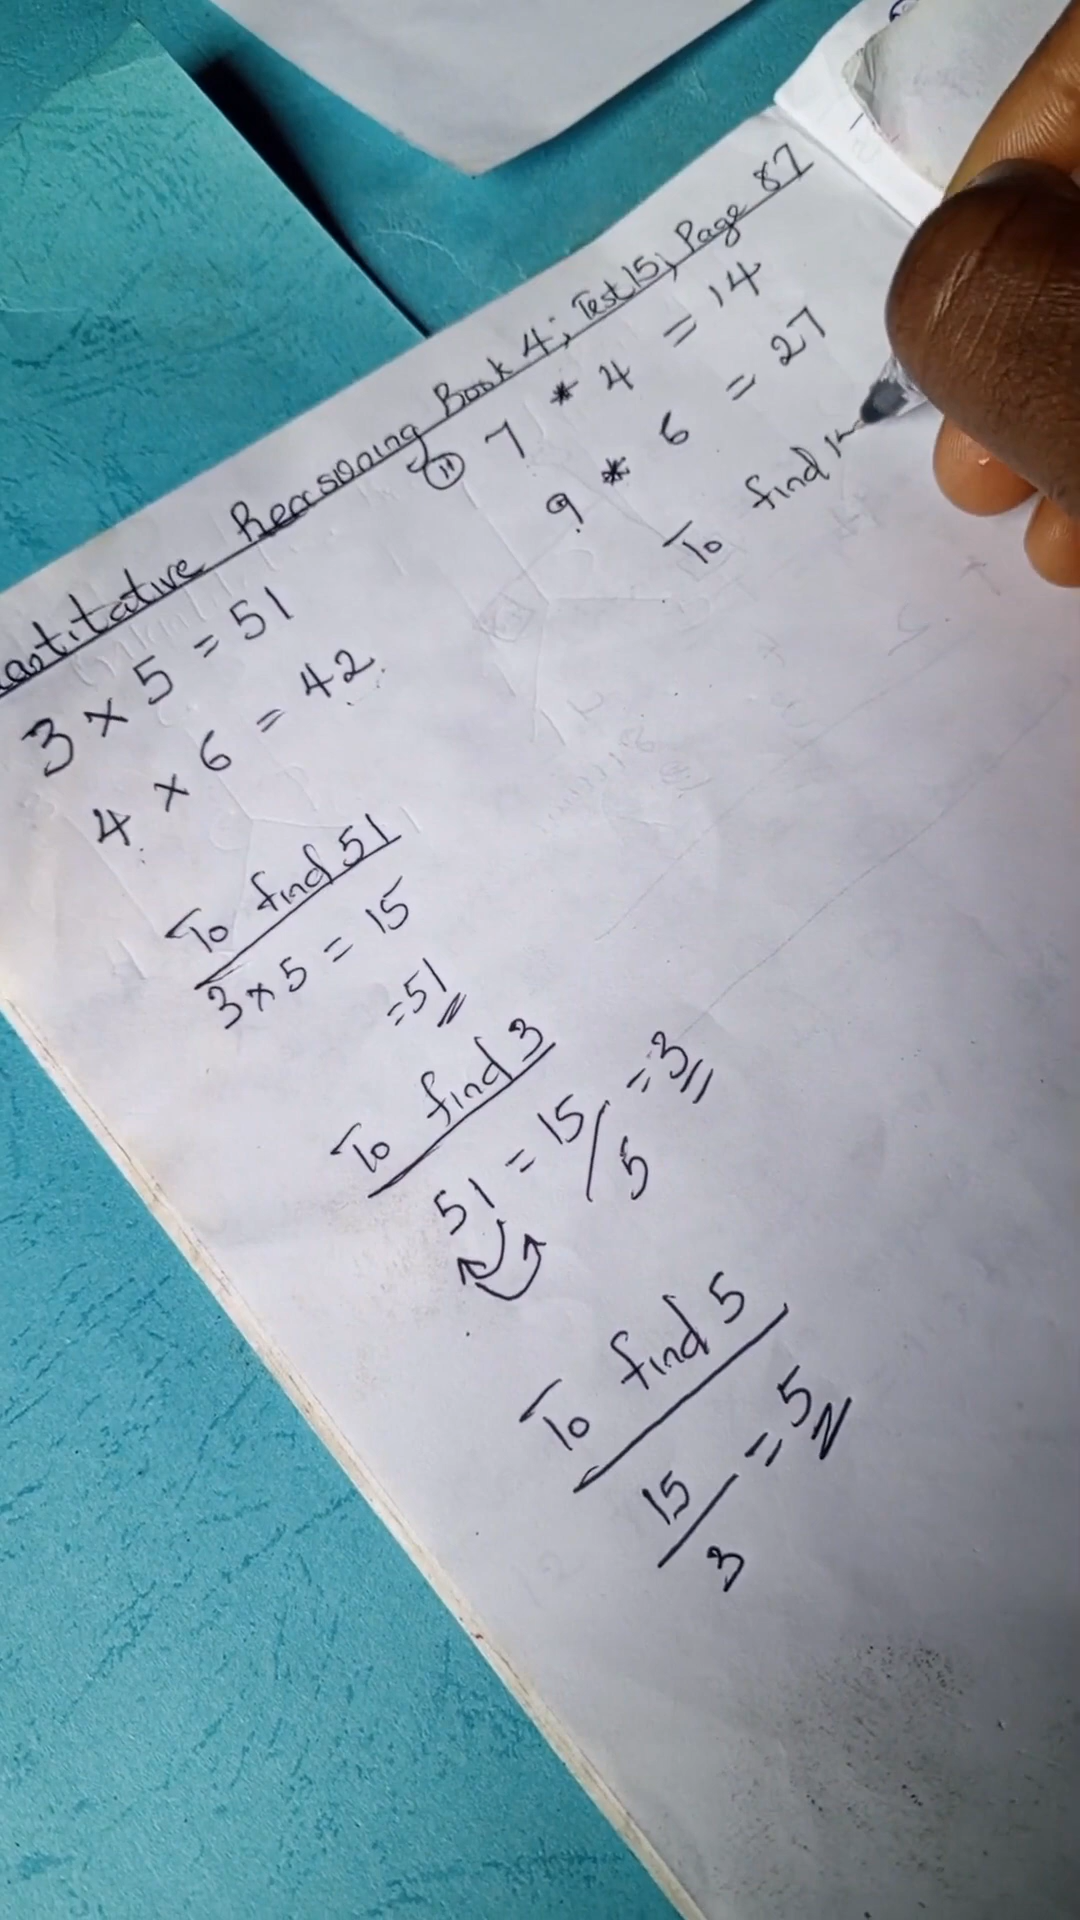 Reasoning Book 4; Test 15, Page 87
3 × 5 = 51
4 × 6 = 42
To find 51
3 × 5 = 15
= 51
To find 3
51 = 15/5 = 3
To find 5
15/3 = 5
11 7 * 4 = 14
9 * 6 = 27
To find